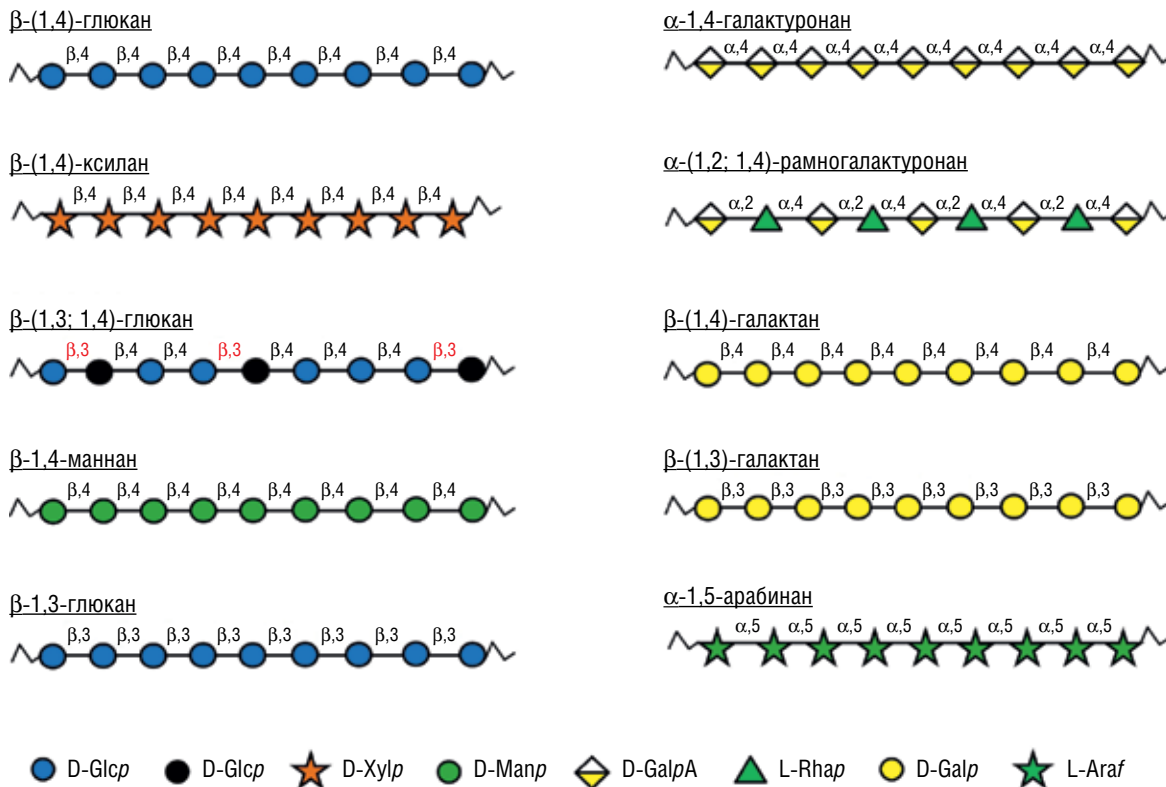 β-(1,4)-глюкан
β,4 β,4 β,4 β,4 β,4 β,4 β,4 β,4
β-(1,4)-ксилан
β,4 β,4 β,4 β,4 β,4 β,4 β,4 β,4
β-(1,3; 1,4)-глюкан
β,3 β,4 β,4 β,3 β,4 β,4 β,4 β,3
β-1,4-маннан
β,4 β,4 β,4 β,4 β,4 β,4 β,4 β,4
β-1,3-глюкан
β,3 β,3 β,3 β,3 β,3 β,3 β,3 β,3
α-1,4-галактуронан
α,4 α,4 α,4 α,4 α,4 α,4 α,4 α,4
α-(1,2; 1,4)-рамногалактуронан
α,2 α,4 α,2 α,4 α,2 α,4 α,2 α,4
β-(1,4)-галактан
β,4 β,4 β,4 β,4 β,4 β,4 β,4 β,4
β-(1,3)-галактан
β,3 β,3 β,3 β,3 β,3 β,3 β,3 β,3
α-1,5-арабинан
α,5 α,5 α,5 α,5 α,5 α,5 α,5 α,5
D-Glcp D-Glcp D-Xylp D-Manp D-GalpA L-Rhap D-Galp L-Araf